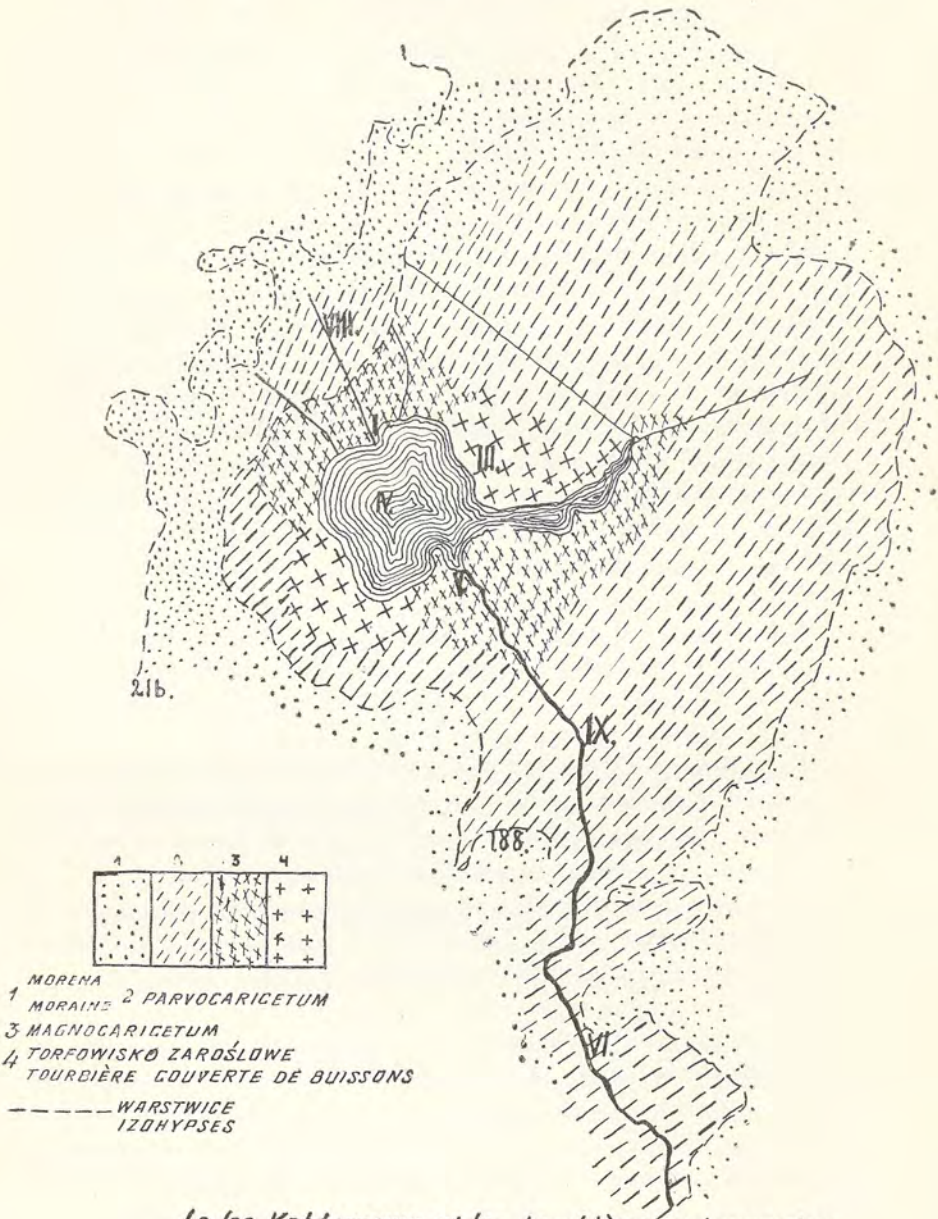 VIII.
I
III.
IV
V
21b.
IX.
188
VI
1 2 3 4
1 MORENA
MORAINE 2 PARVOCARICETUM
3 MAGNOCARICETUM
4 TORFOWISKO ZAROŚLOWE
TOURBIÈRE COUVERTE DE BUISSONS
WARSTWICE
IZOHYPSES